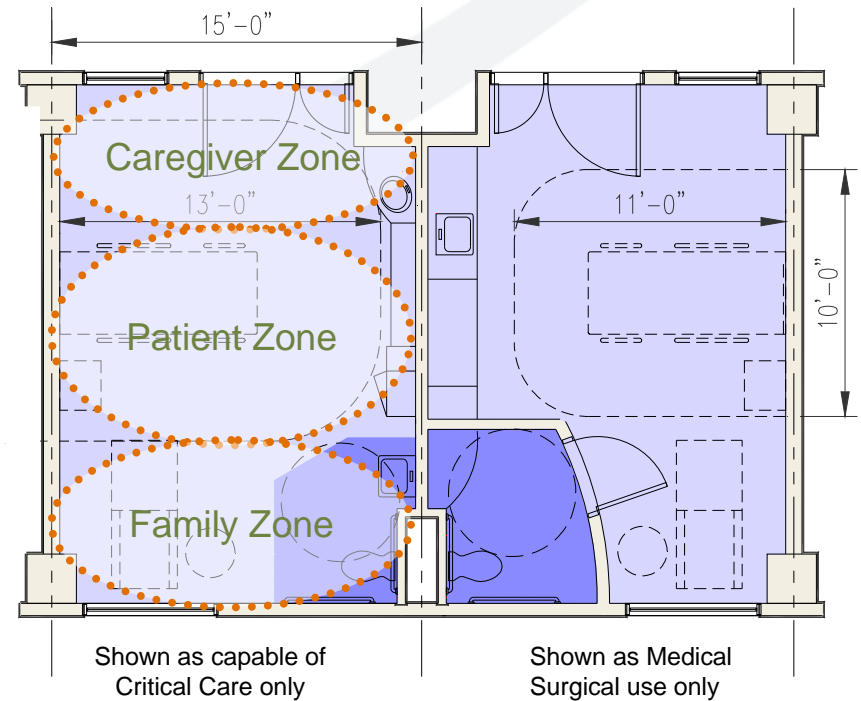 15'-0"
Caregiver Zone
13'-0"
11'-0"
10'-0"
Patient Zone
Family Zone
Shown as capable of
Critical Care only
Shown as Medical
Surgical use only